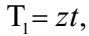 T₁ = zt,